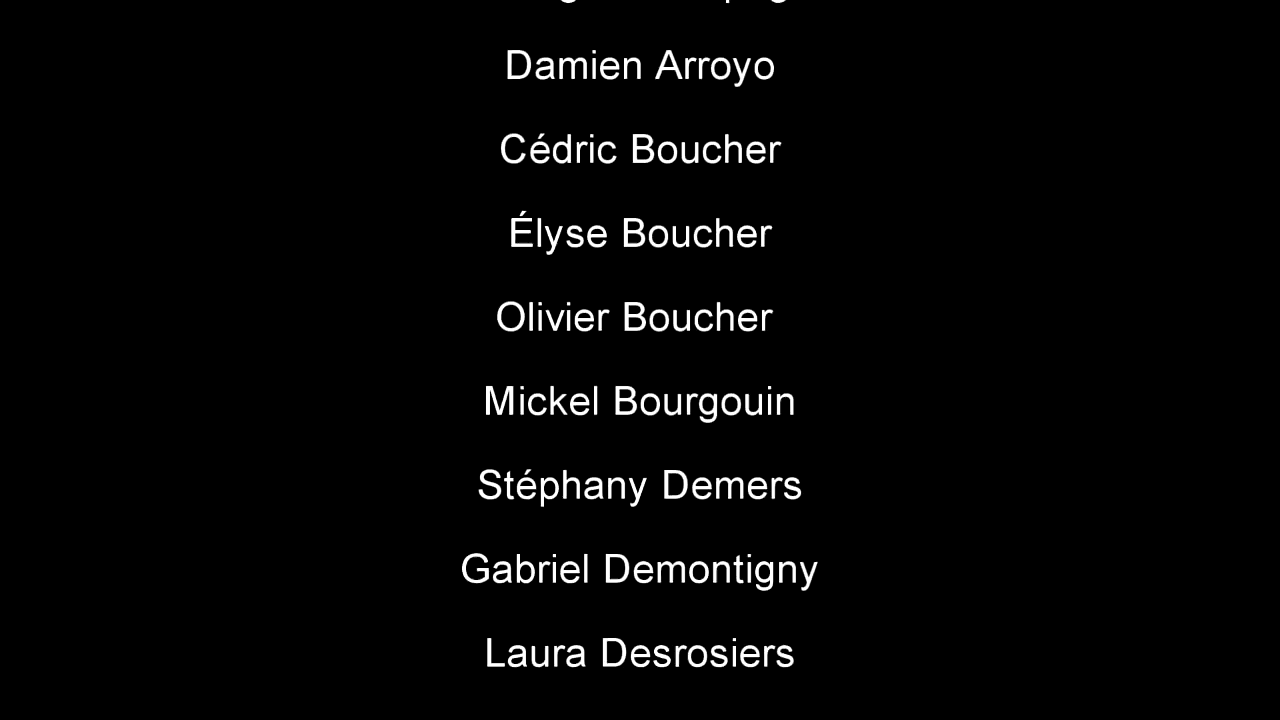 Damien Arroyo
Cédric Boucher
Élyse Boucher
Olivier Boucher
Mickel Bourgouin
Stéphany Demers
Gabriel Demontigny
Laura Desrosiers